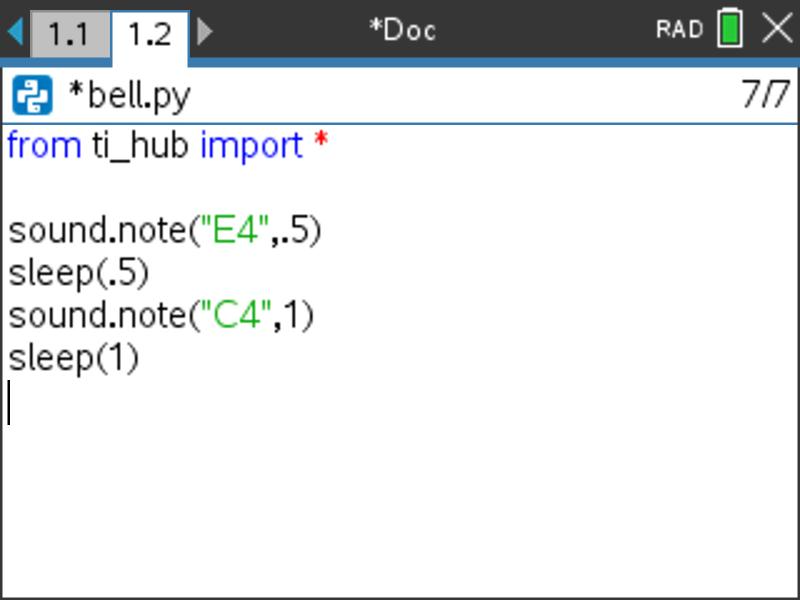 1.1 1.2 *Doc RAD
*bell.py 7/7
from ti_hub import *
sound.note("E4",.5)
sleep(.5)
sound.note("C4",1)
sleep(1)